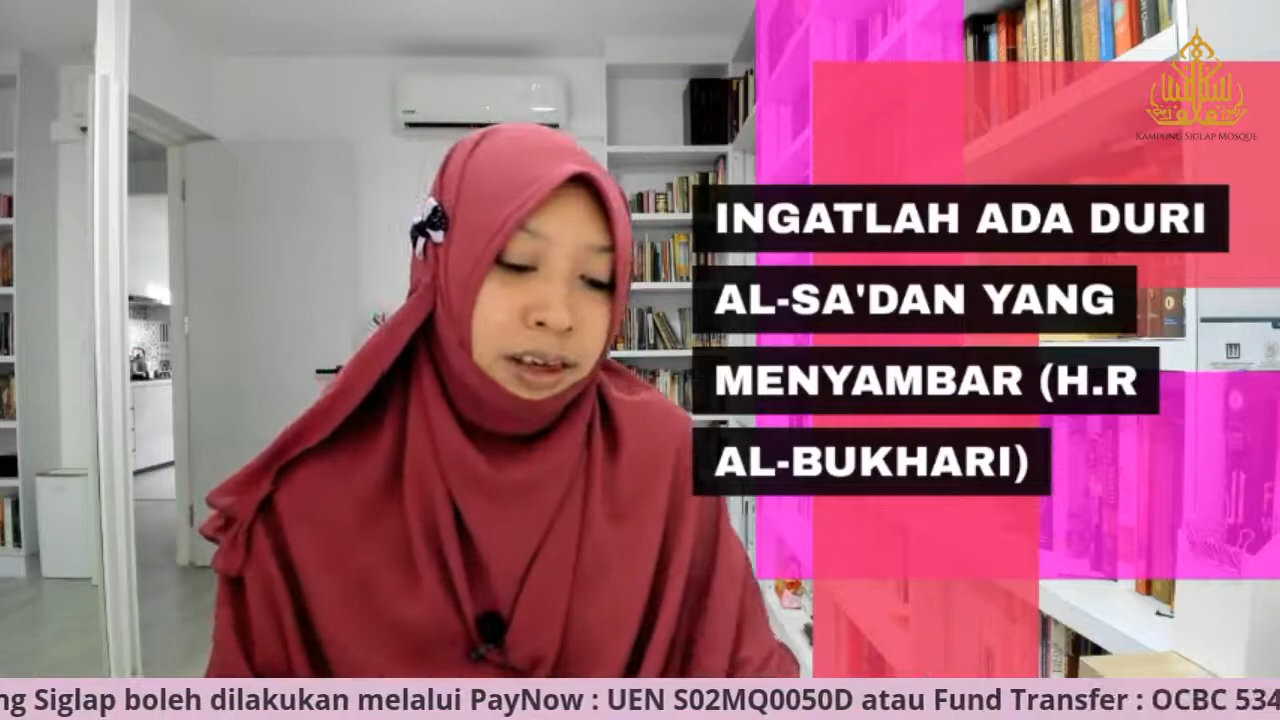 KAMPUNG SIGLAP MOSQUE
INGATLAH ADA DURI
AL-SA'DAN YANG
MENYAMBAR (H.R
AL-BUKHARI)
ng Siglap boleh dilakukan melalui PayNow : UEN S02MQ0050D atau Fund Transfer : OCBC 534